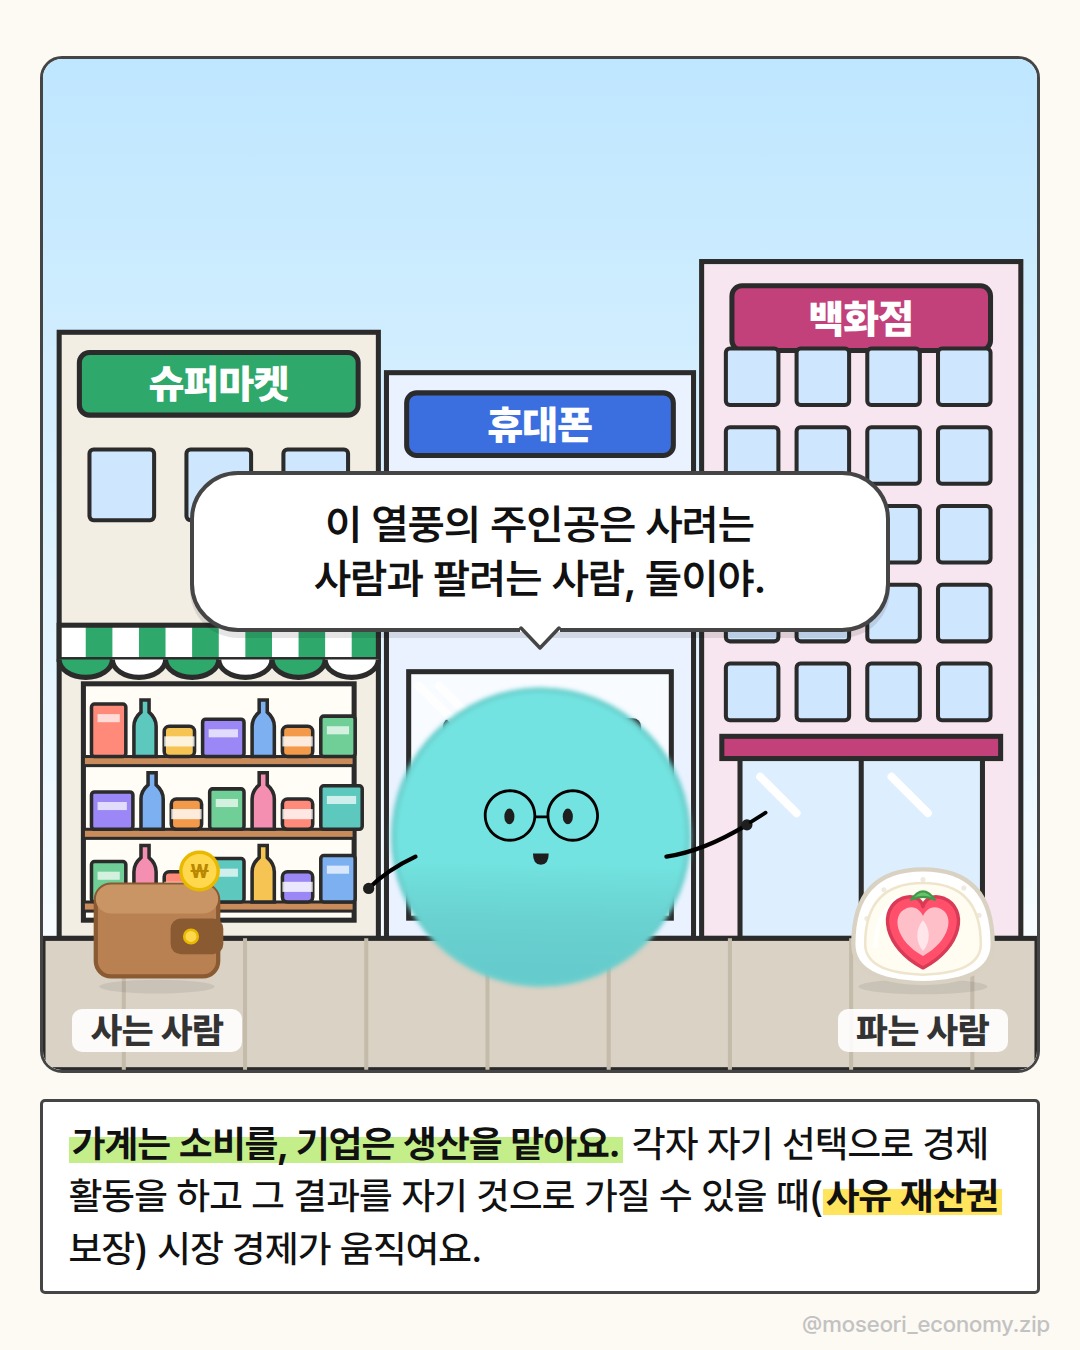 백화점
슈퍼마켓
휴대폰
이 열풍의 주인공은 사려는
사람과 팔려는 사람, 둘이야.
₩
사는 사람
파는 사람
가계는 소비를, 기업은 생산을 맡아요. 각자 자기 선택으로 경제
활동을 하고 그 결과를 자기 것으로 가질 수 있을 때(사유 재산권
보장) 시장 경제가 움직여요.
@moseori_economy.zip